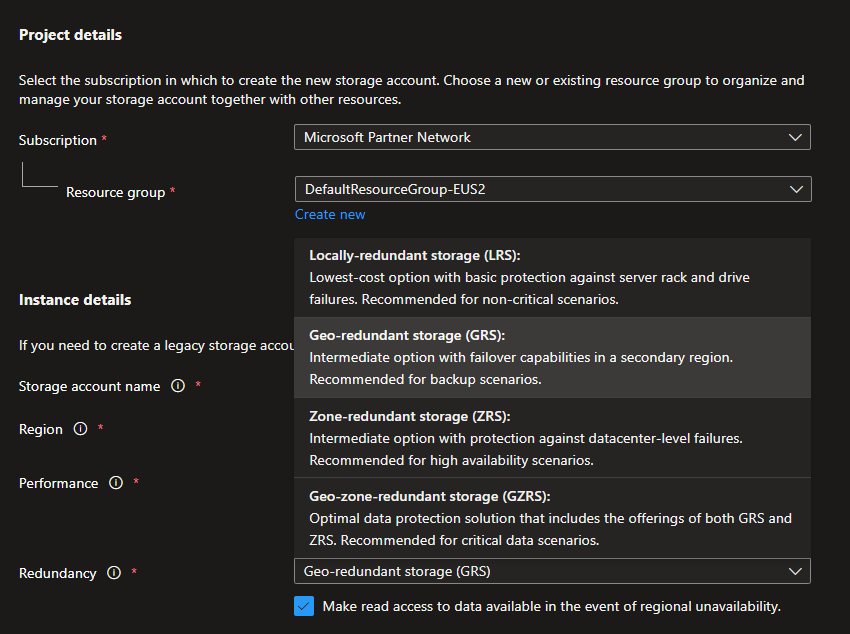 Project details
Select the subscription in which to create the new storage account. Choose a new or existing resource group to organize and
manage your storage account together with other resources.
Subscription *
Microsoft Partner Network
Resource group *
DefaultResourceGroup-EUS2
Create new
Locally-redundant storage (LRS):
Lowest-cost option with basic protection against server rack and drive
failures. Recommended for non-critical scenarios.
Instance details
Geo-redundant storage (GRS):
If you need to create a legacy storage accou
Intermediate option with failover capabilities in a secondary region.
Recommended for backup scenarios.
Storage account name *
Zone-redundant storage (ZRS):
Region *
Intermediate option with protection against datacenter-level failures.
Recommended for high availability scenarios.
Performance *
Geo-zone-redundant storage (GZRS):
Optimal data protection solution that includes the offerings of both GRS and
ZRS. Recommended for critical data scenarios.
Redundancy *
Geo-redundant storage (GRS)
Make read access to data available in the event of regional unavailability.